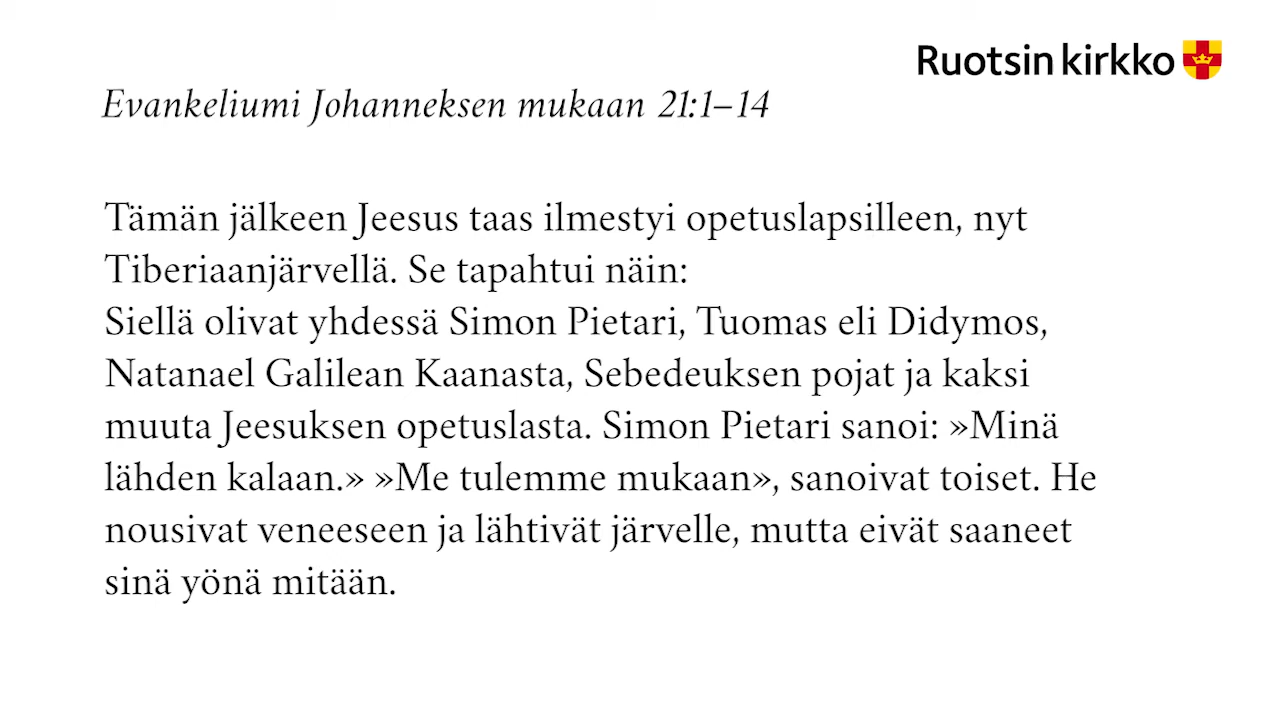 Ruotsin kirkko
Evankeliumi Johanneksen mukaan 21:1–14
Tämän jälkeen Jeesus taas ilmestyi opetuslapsilleen, nyt
Tiberiaanjärvellä. Se tapahtui näin:
Siellä olivat yhdessä Simon Pietari, Tuomas eli Didymos,
Natanael Galilean Kaanasta, Sebedeuksen pojat ja kaksi
muuta Jeesuksen opetuslasta. Simon Pietari sanoi: »Minä
lähden kalaan.» »Me tulemme mukaan», sanoivat toiset. He
nousivat veneeseen ja lähtivät järvelle, mutta eivät saaneet
sinä yönä mitään.